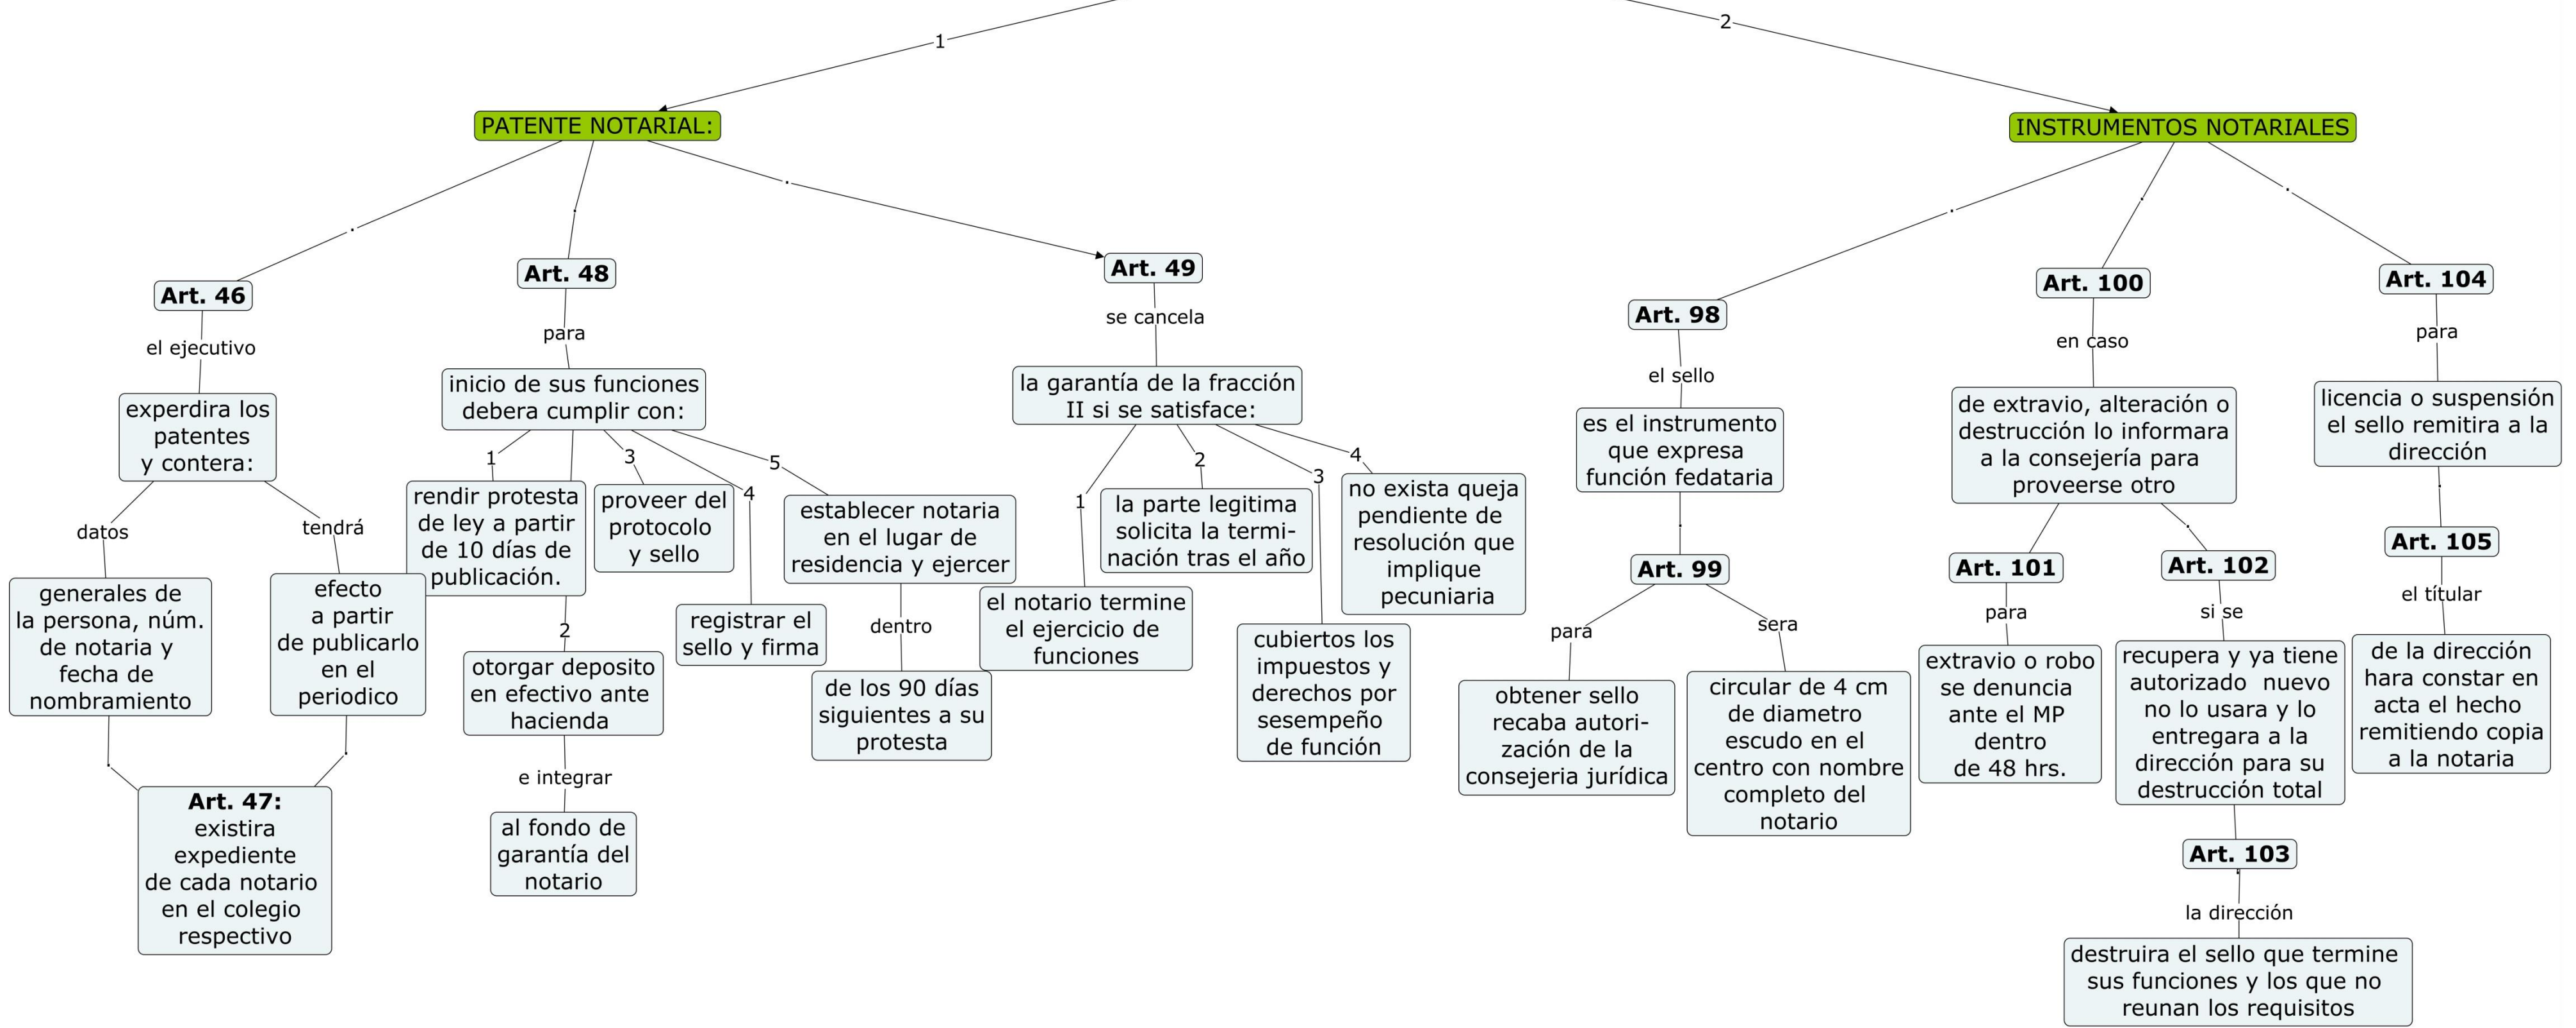 1
2
PATENTE NOTARIAL:
INSTRUMENTOS NOTARIALES
Art. 46
el ejecutivo
experdira los
patentes
y contera:
datos
generales de
la persona, núm.
de notaria y
fecha de
nombramiento
tendrá
efecto
a partir
de publicarlo
en el
periodico
Art. 47:
existira
expediente
de cada notario
en el colegio
respectivo
Art. 48
para
inicio de sus funciones
debera cumplir con:
1
rendir protesta
de ley a partir
de 10 días de
publicación.
2
otorgar deposito
en efectivo ante
hacienda
e integrar
al fondo de
garantía del
notario
3
proveer del
protocolo
y sello
4
registrar el
sello y firma
5
establecer notaria
en el lugar de
residencia y ejercer
dentro
de los 90 días
siguientes a su
protesta
Art. 49
se cancela
la garantía de la fracción
II si se satisface:
1
el notario termine
el ejercicio de
funciones
2
la parte legitima
solicita la termi-
nación tras el año
3
cubiertos los
impuestos y
derechos por
sesempeño
de función
4
no exista queja
pendiente de
resolución que
implique
pecuniaria
Art. 98
el sello
es el instrumento
que expresa
función fedataria
Art. 99
para
obtener sello
recaba autori-
zación de la
consejeria jurídica
sera
circular de 4 cm
de diametro
escudo en el
centro con nombre
completo del
notario
Art. 100
en caso
de extravio, alteración o
destrucción lo informara
a la consejería para
proveerse otro
Art. 101
para
extravio o robo
se denuncia
ante el MP
dentro
de 48 hrs.
Art. 102
si se
recupera y ya tiene
autorizado nuevo
no lo usara y lo
entregara a la
dirección para su
destrucción total
Art. 103
la dirección
destruira el sello que termine
sus funciones y los que no
reunan los requisitos
Art. 104
para
licencia o suspensión
el sello remitira a la
dirección
Art. 105
el títular
de la dirección
hara constar en
acta el hecho
remitiendo copia
a la notaria